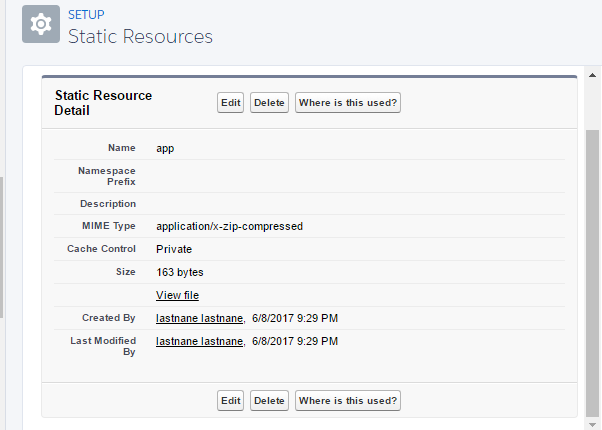 SETUP
Static Resources
Static Resource
Detail
Edit Delete Where is this used?
Name app
Namespace
Prefix
Description
MIME Type application/x-zip-compressed
Cache Control Private
Size 163 bytes
View file
Created By lastnane lastnane, 6/8/2017 9:29 PM
Last Modified
By lastnane lastnane, 6/8/2017 9:29 PM
Edit Delete Where is this used?